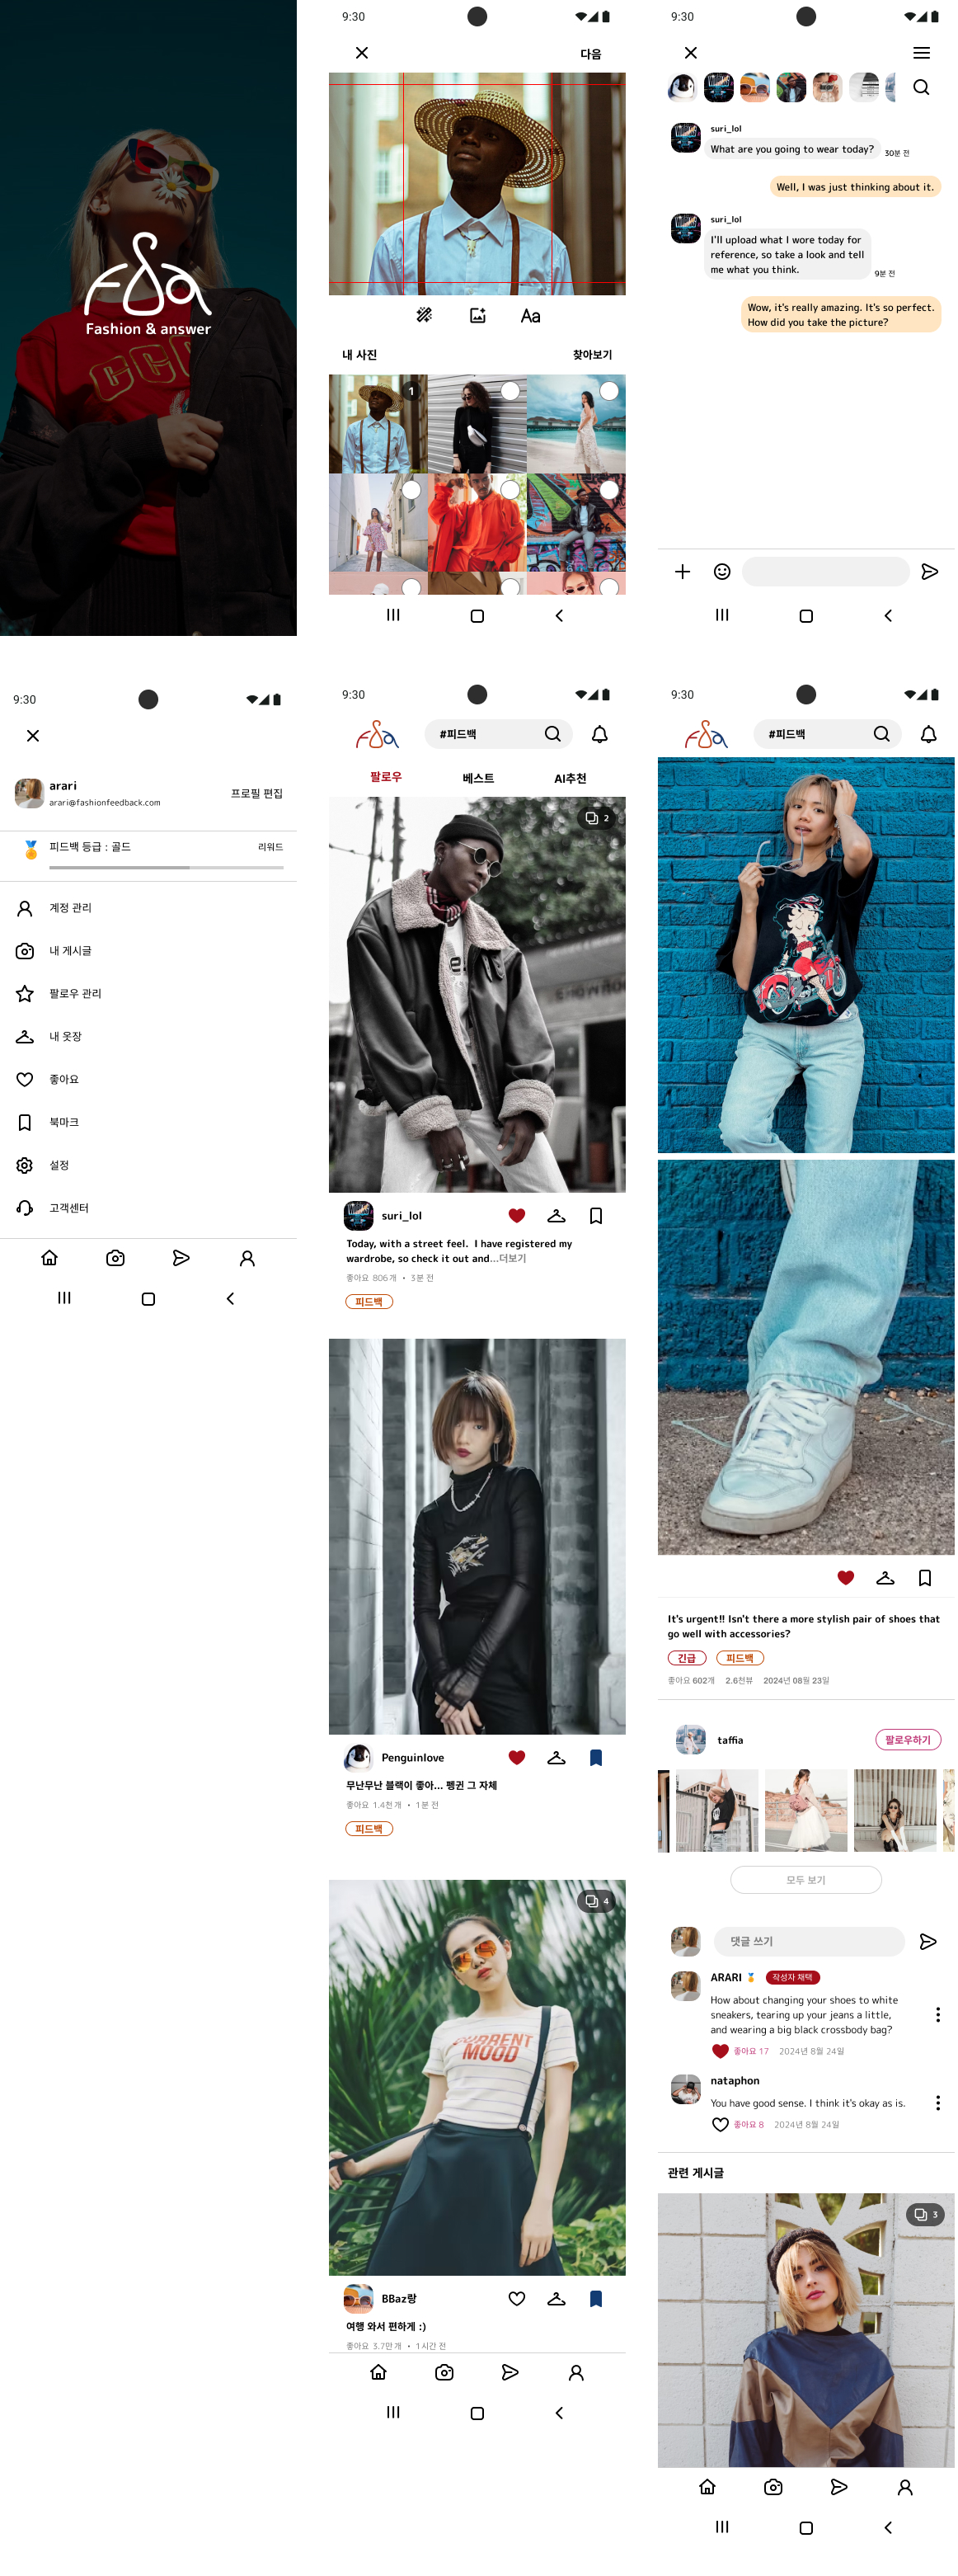 F&a
Fashion & answer
9:30
다음
Aa
내 사진
찾아보기
1
9:30
suri_lol
What are you going to wear today?
30분 전
Well, I was just thinking about it.
suri_lol
I'll upload what I wore today for
reference, so take a look and tell
me what you think.
9분 전
Wow, it's really amazing. It's so perfect.
How did you take the picture?
9:30
arari
arari@fashionfeedback.com
프로필 편집
피드백 등급 : 골드
리워드
계정 관리
내 게시글
팔로우 관리
내 옷장
좋아요
북마크
설정
고객센터
9:30
F&a
#피드백
팔로우
베스트
AI추천
2
suri_lol
Today, with a street feel. I have registered my
wardrobe, so check it out and...더보기
좋아요 806개 • 3분 전
피드백
Penguinlove
무난무난 블랙이 좋아... 펭귄 그 자체
좋아요 1.4천개 • 1분 전
피드백
4
CURRENT
MOOD
BBaz랑
여행 와서 편하게 :)
좋아요 3.7만개 • 1시간 전
9:30
F&a
#피드백
It's urgent!! Isn't there a more stylish pair of shoes that
go well with accessories?
긴급
피드백
좋아요 602개 2.6천뷰 2024년 08월 23일
taffia
팔로우하기
모두 보기
댓글 쓰기
ARARI
작성자 채택
How about changing your shoes to white
sneakers, tearing up your jeans a little,
and wearing a big black crossbody bag?
좋아요 17 2024년 8월 24일
nataphon
You have good sense. I think it's okay as is.
좋아요 8 2024년 8월 24일
관련 게시글
3